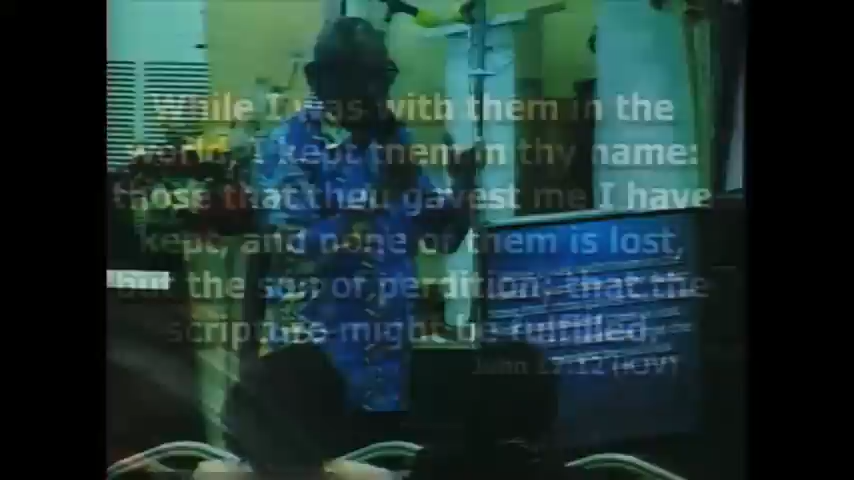 While I was with them in the
world, I kept them in thy name:
those that thou gavest me I have
kept, and none of them is lost,
but the son of perdition; that the
scripture might be fulfilled.
John 17:12 (KJV)